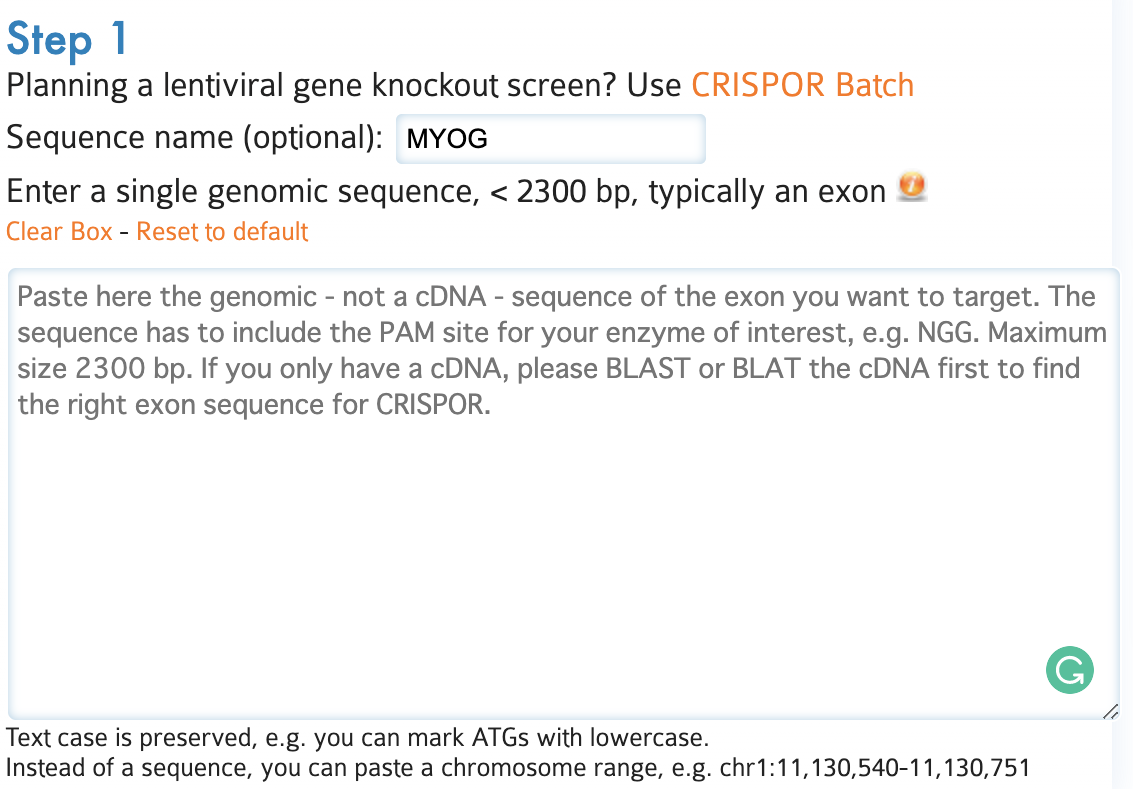 Step 1
Planning a lentiviral gene knockout screen? Use CRISPOR Batch
Sequence name (optional): MYOG
Enter a single genomic sequence, < 2300 bp, typically an exon
Clear Box - Reset to default
Paste here the genomic - not a cDNA - sequence of the exon you want to target. The
sequence has to include the PAM site for your enzyme of interest, e.g. NGG. Maximum
size 2300 bp. If you only have a cDNA, please BLAST or BLAT the cDNA first to find
the right exon sequence for CRISPOR.
Text case is preserved, e.g. you can mark ATGs with lowercase.
Instead of a sequence, you can paste a chromosome range, e.g. chr1:11,130,540-11,130,751